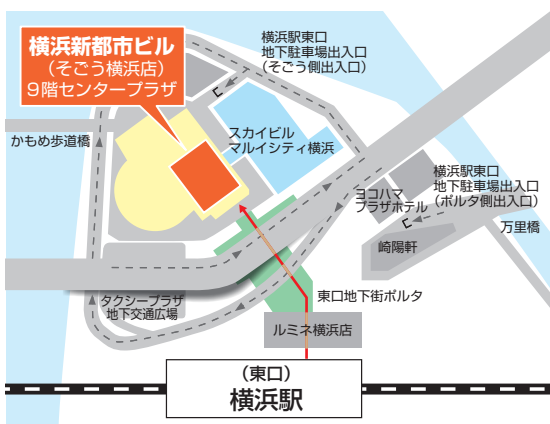 横浜新都市ビル
（そごう横浜店）
9階センタープラザ
横浜駅東口
地下駐車場出入口
（そごう側出入口）
かもめ歩道橋
スカイビル
マルイシティ横浜
横浜駅東口
地下駐車場出入口
（ポルタ側出入口）
ヨコハマ
プラザホテル
万里橋
崎陽軒
タクシープラザ
地下交通広場
東口地下街ポルタ
ルミネ横浜店
（東口）
横浜駅